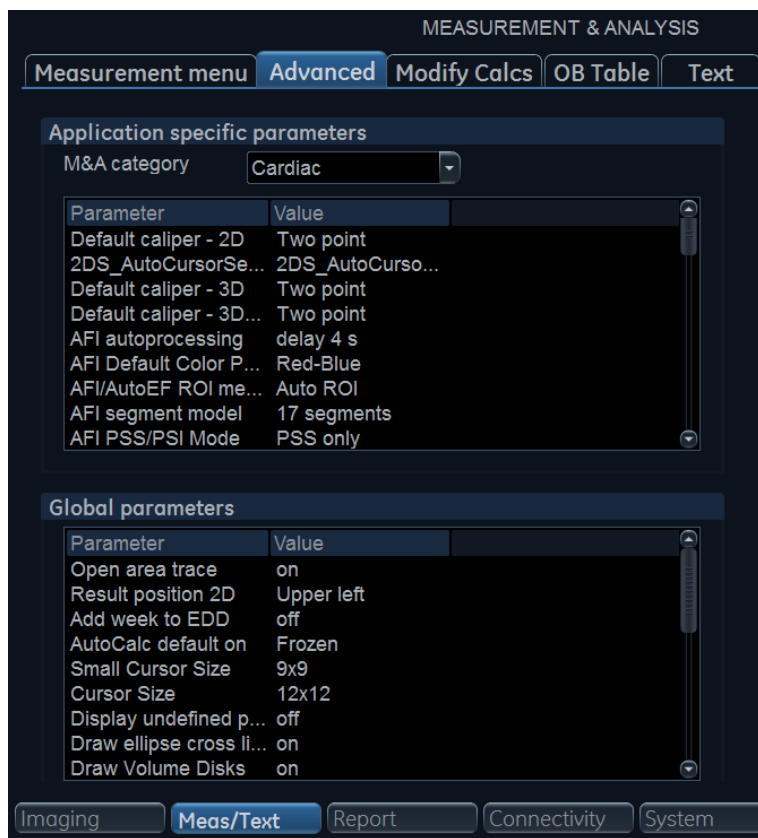 MEASUREMENT & ANALYSIS
Measurement menu Advanced Modify Calcs OB Table Text
Application specific parameters
M&A category Cardiac
Parameter Value
Default caliper - 2D Two point
2DS_AutoCursorSe... 2DS_AutoCurso...
Default caliper - 3D Two point
Default caliper - 3D... Two point
AFI autoprocessing delay 4 s
AFI Default Color P... Red-Blue
AFI/AutoEF ROI me... Auto ROI
AFI segment model 17 segments
AFI PSS/PSI Mode PSS only
Global parameters
Parameter Value
Open area trace on
Result position 2D Upper left
Add week to EDD off
AutoCalc default on Frozen
Small Cursor Size 9x9
Cursor Size 12x12
Display undefined p... off
Draw ellipse cross li... on
Draw Volume Disks on
Imaging Meas/Text Report Connectivity System